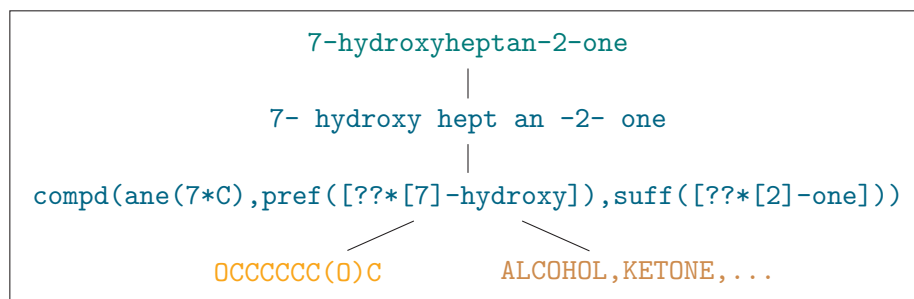 7-hydroxyheptan-2-one
7- hydroxy hept an -2- one
compd(ane(7*C),pref([??*[7]-hydroxy]),suff([??*[2]-one]))
OCCCCCC(O)C ALCOHOL,KETONE,...